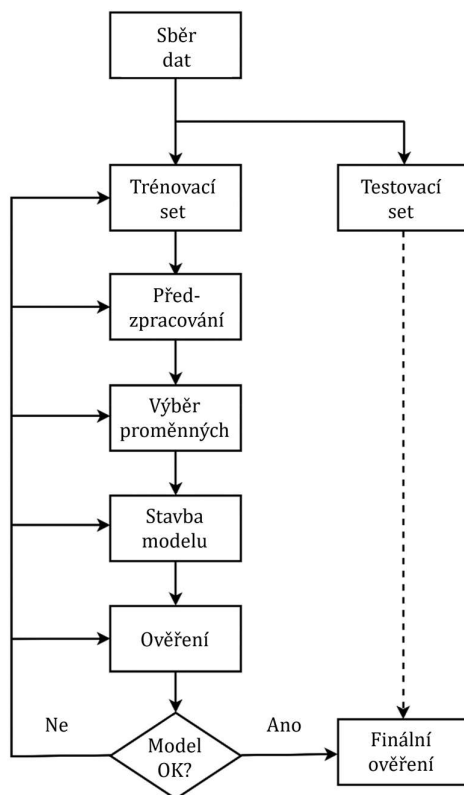 Sběr
dat
Trénovací
set
Testovací
set
Před-
zpracování
Výběr
proměnných
Stavba
modelu
Ověření
Ne
Model
OK?
Ano
Finální
ověření